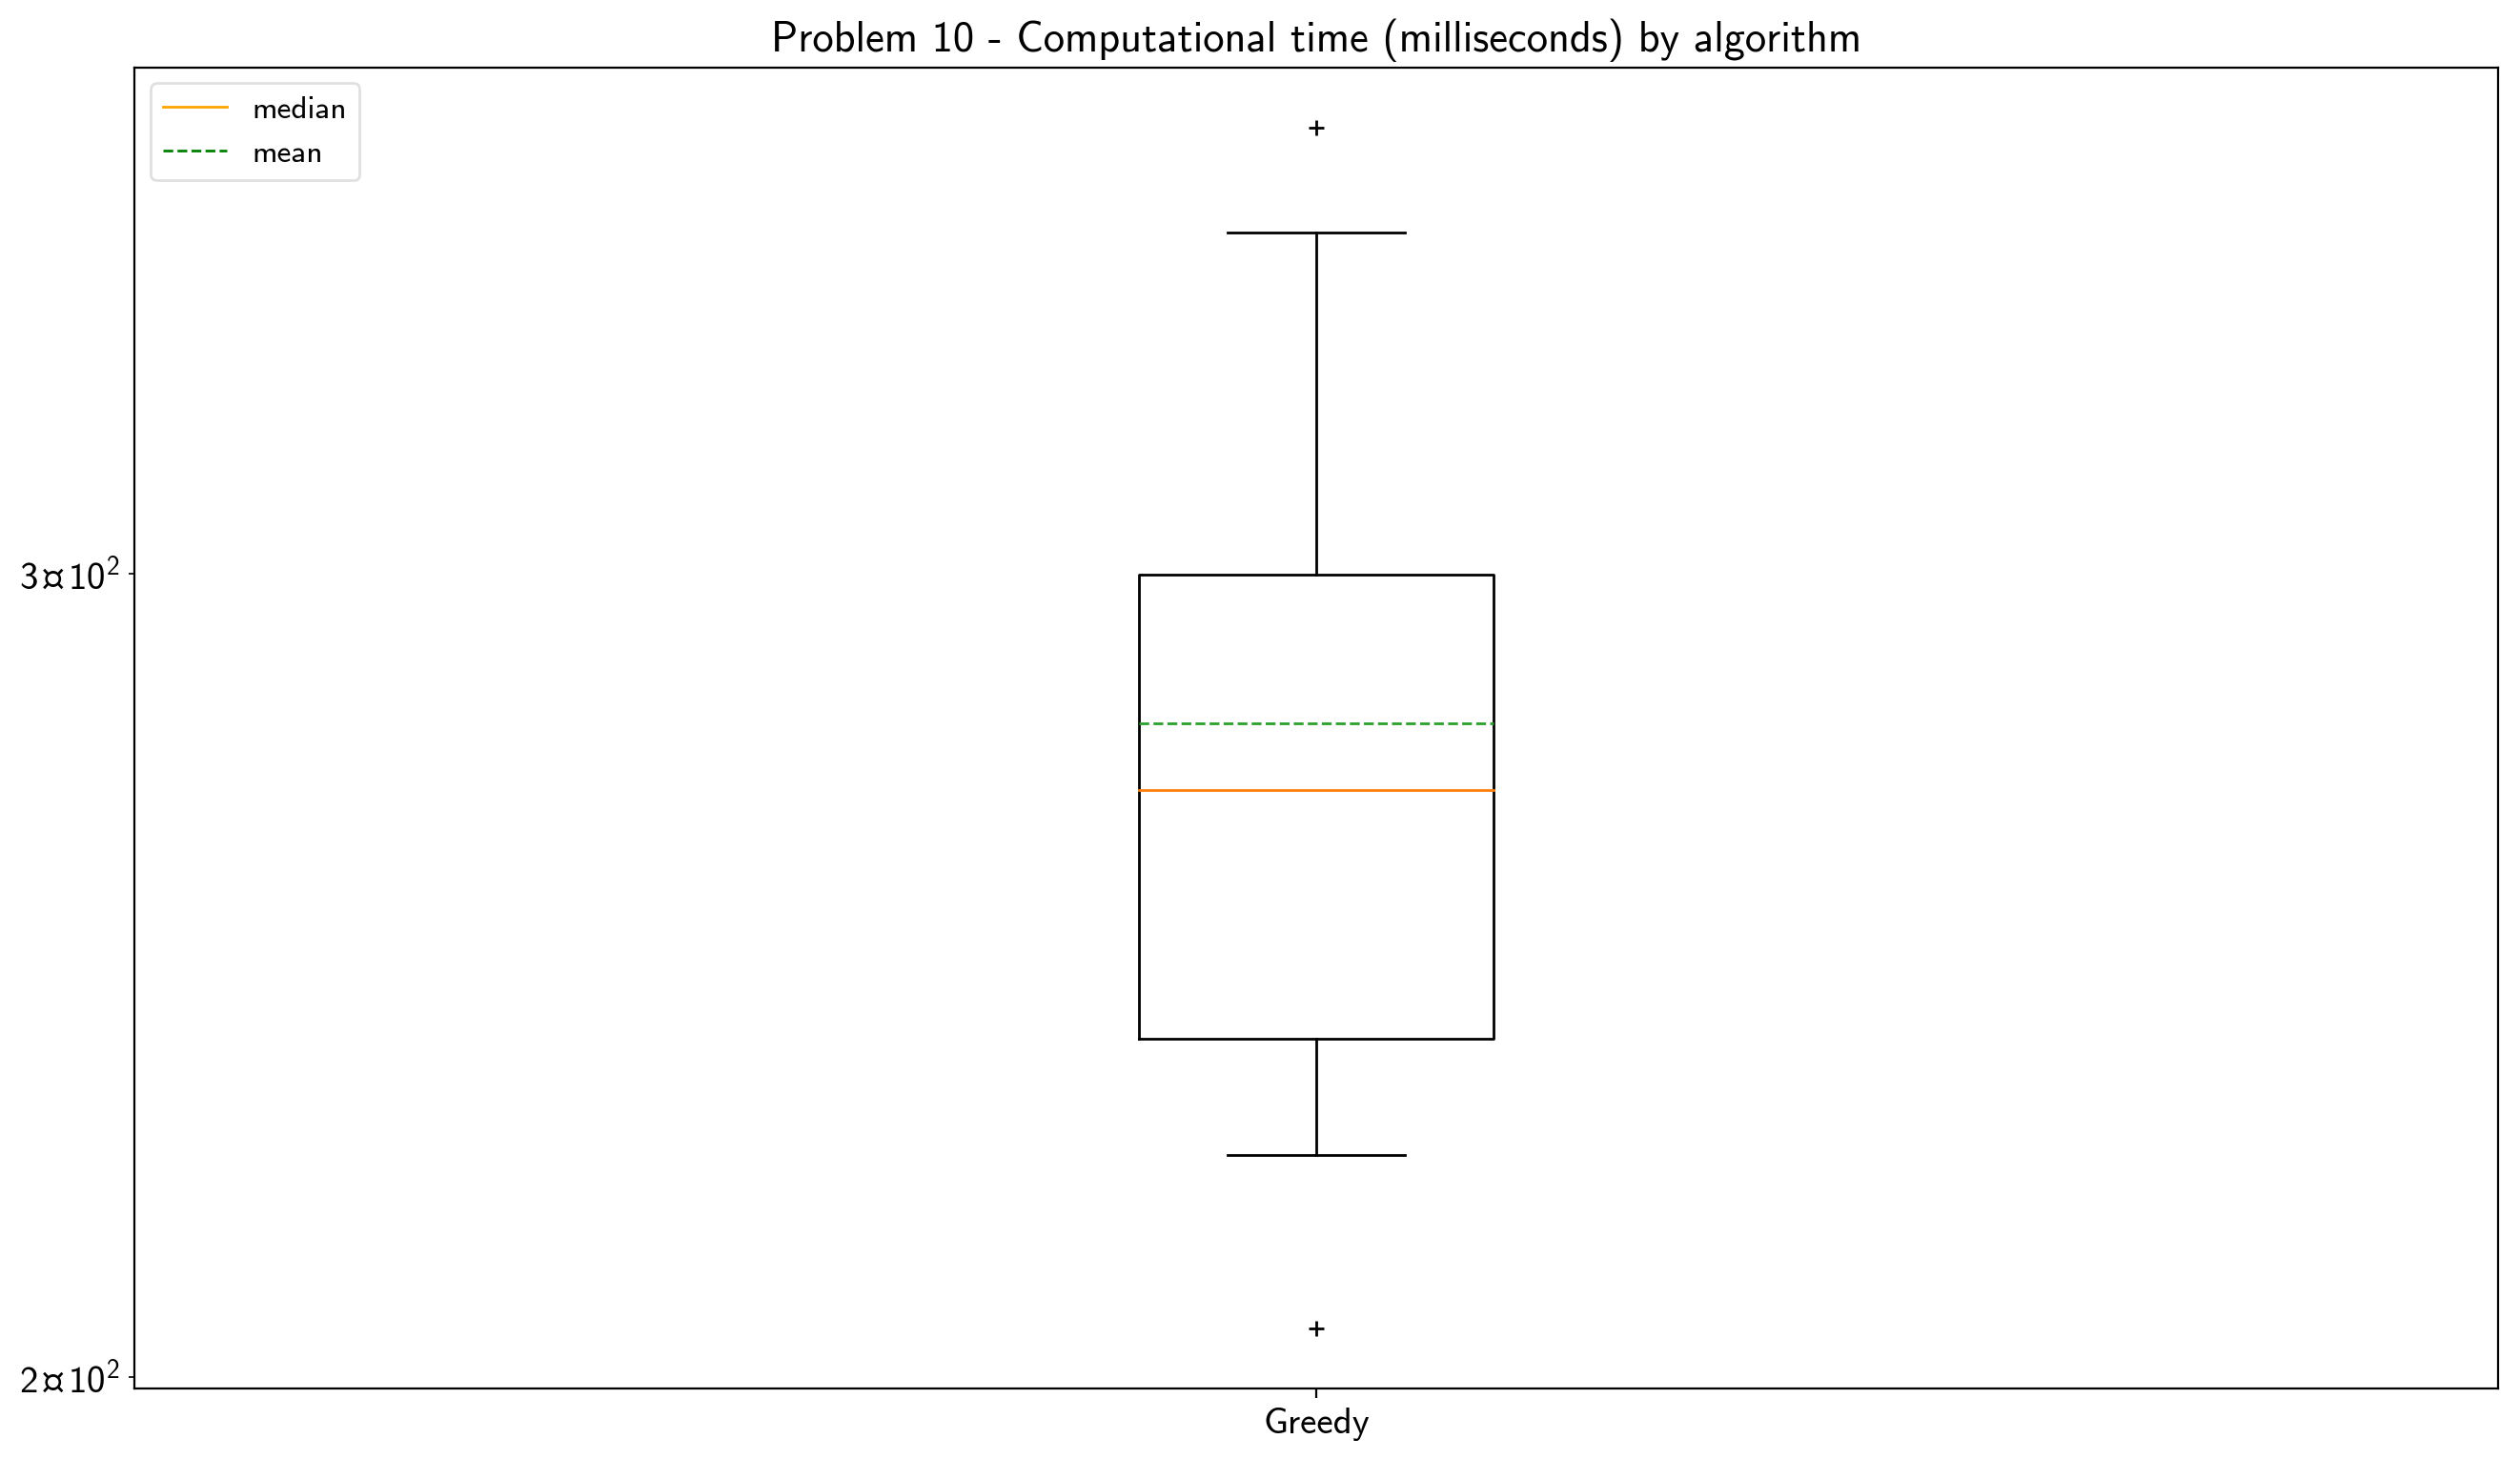 Problem 10 - Computational time (milliseconds) by algorithm
median
mean
3¤10²
2¤10²
Greedy